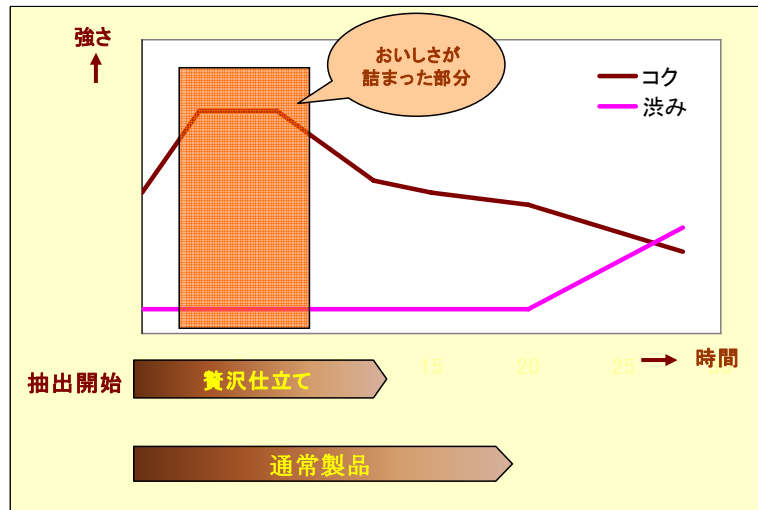 強さ
おいしさが
詰まった部分
コク
渋み
15
20
25
時間
抽出開始
贅沢仕立て
通常製品